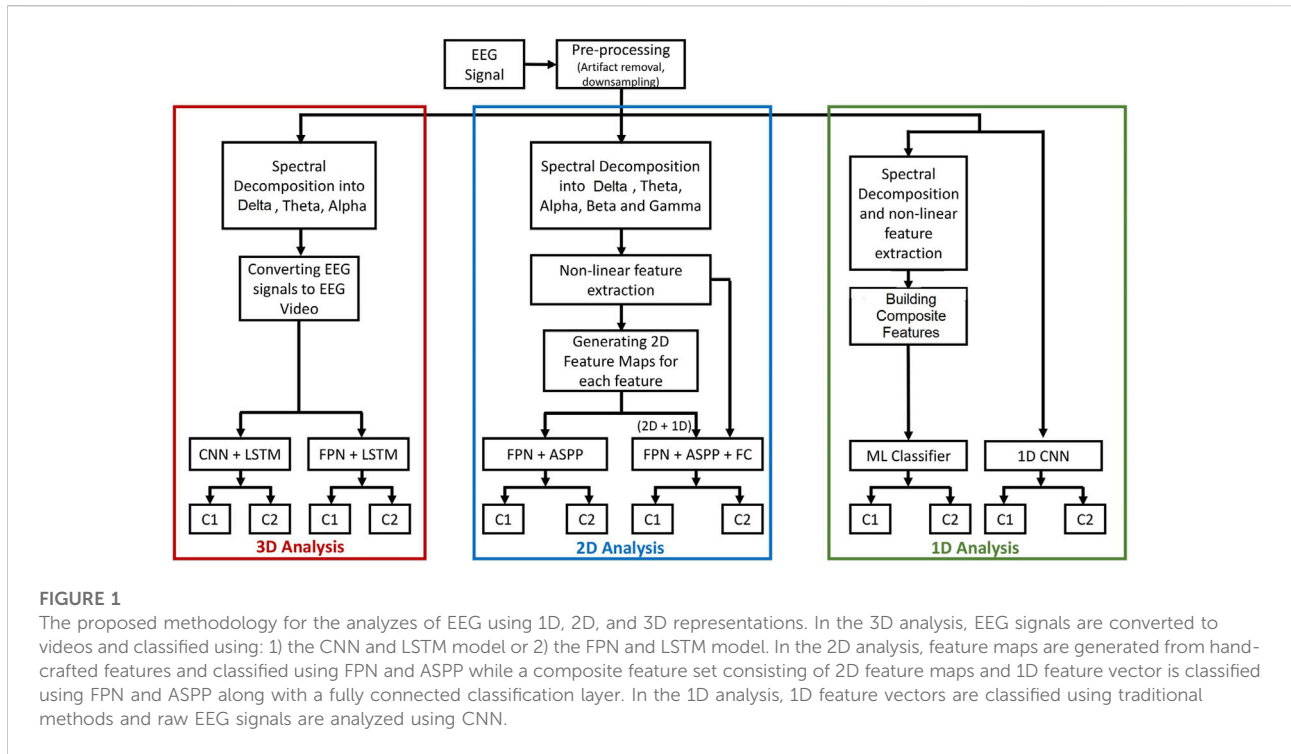 EEG
Signal
Pre-processing
(Artifact removal,
downsampling)
Spectral
Decomposition into
Delta , Theta, Alpha
Converting EEG
signals to EEG
Video
CNN + LSTM
FPN + LSTM
C1
C2
C1
C2
3D Analysis
Spectral Decomposition
into Delta , Theta,
Alpha, Beta and Gamma
Non-linear feature
extraction
Generating 2D
Feature Maps for
each feature
(2D + 1D)
FPN + ASPP
FPN + ASPP + FC
C1
C2
C1
C2
2D Analysis
Spectral
Decomposition
and non-linear
feature
extraction
Building
Composite
Features
ML Classifier
1D CNN
C1
C2
C1
C2
1D Analysis
FIGURE 1
The proposed methodology for the analyzes of EEG using 1D, 2D, and 3D representations. In the 3D analysis, EEG signals are converted to
videos and classified using: 1) the CNN and LSTM model or 2) the FPN and LSTM model. In the 2D analysis, feature maps are generated from hand-
crafted features and classified using FPN and ASPP while a composite feature set consisting of 2D feature maps and 1D feature vector is classified
using FPN and ASPP along with a fully connected classification layer. In the 1D analysis, 1D feature vectors are classified using traditional
methods and raw EEG signals are analyzed using CNN.